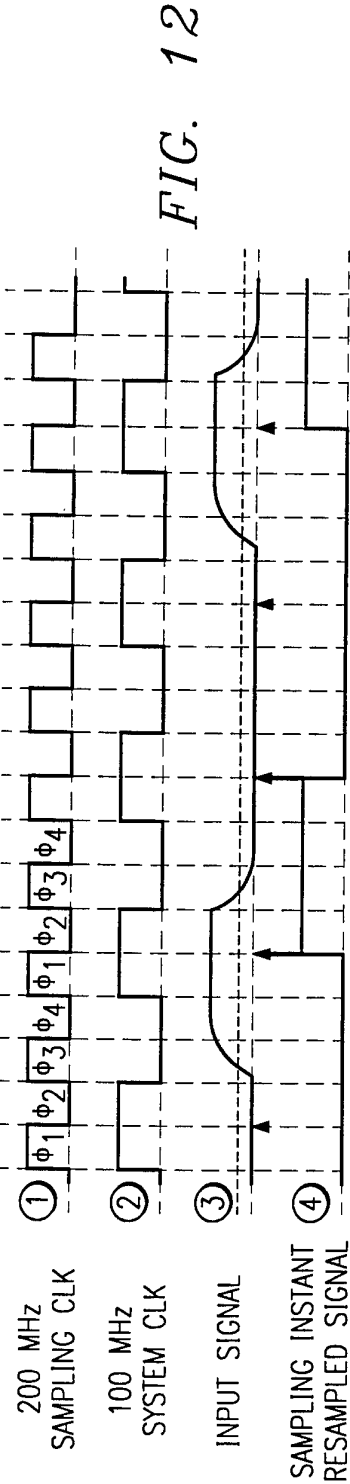 200 MHz
SAMPLING CLK
① ϕ1 ϕ2 ϕ3 ϕ4 ϕ1 ϕ2 ϕ3 ϕ4
100 MHz
SYSTEM CLK
②
INPUT SIGNAL
③
SAMPLING INSTANT
RESAMPLED SIGNAL
④
FIG. 12